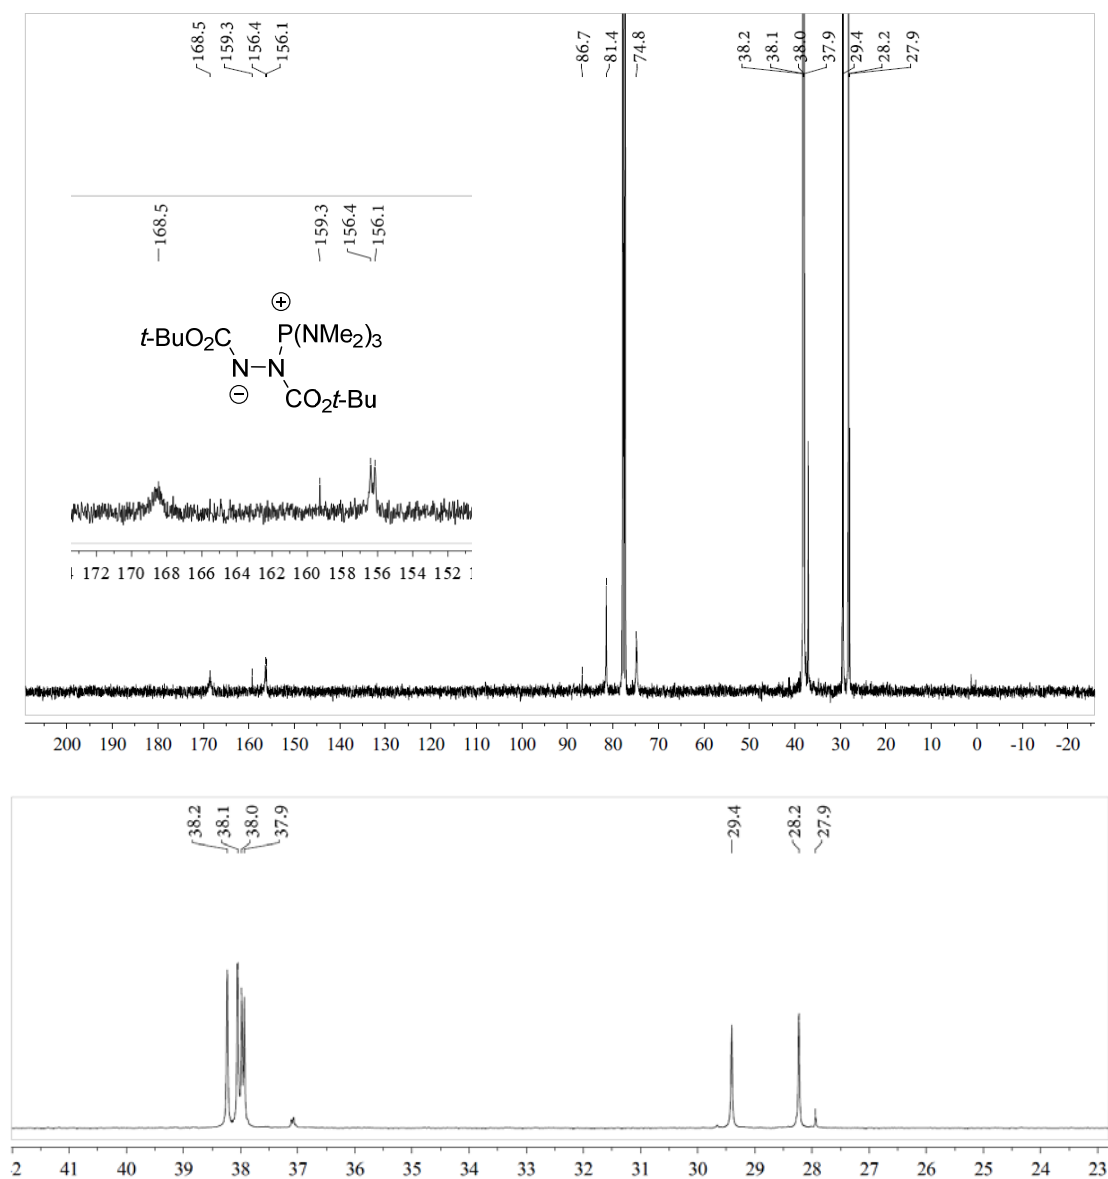 168.5 159.3 156.4 156.1 86.7 81.4 74.8 38.2 38.1 38.0 37.9 29.4 28.2 27.9
168.5 159.3 156.4 156.1
⊕
t-BuO₂C P(NMe₂)₃
N–N
⊖ CO₂t-Bu
172 170 168 166 164 162 160 158 156 154 152
200 190 180 170 160 150 140 130 120 110 100 90 80 70 60 50 40 30 20 10 0 -10 -20
38.2 38.1 38.0 37.9 29.4 28.2 27.9
2 41 40 39 38 37 36 35 34 33 32 31 30 29 28 27 26 25 24 23